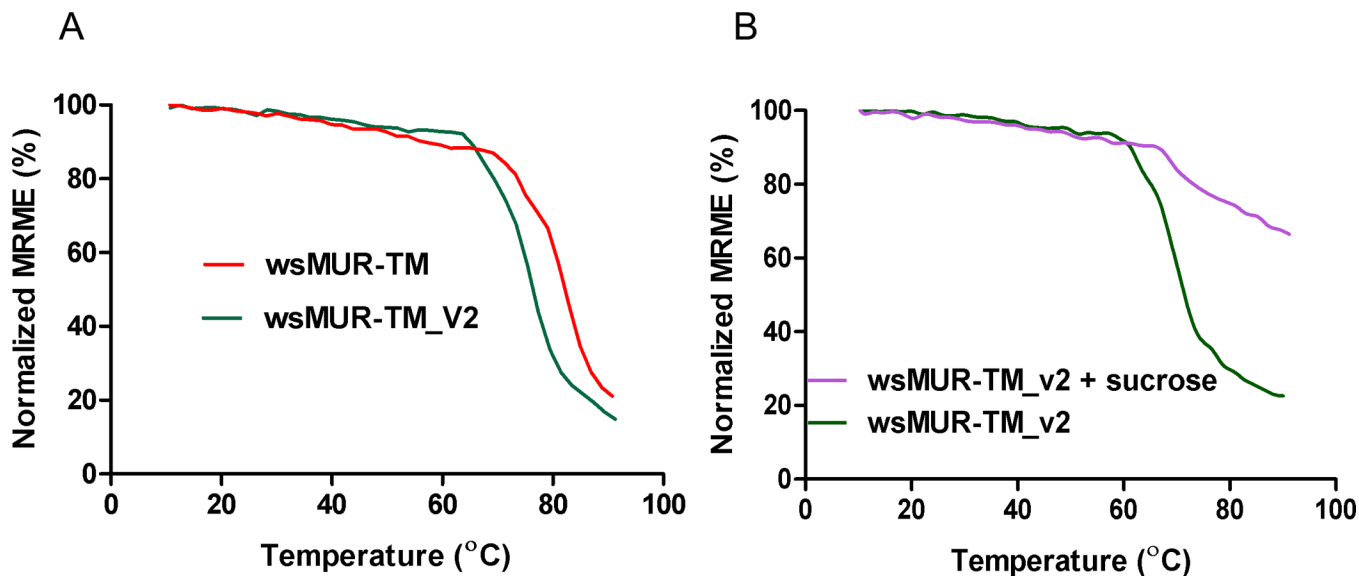 A
Normalized MRME (%)
100
80
60
40
20
0
wsMUR-TM
wsMUR-TM_V2
0 20 40 60 80 100
Temperature (°C)
B
Normalized MRME (%)
100
80
60
40
20
0
wsMUR-TM_v2 + sucrose
wsMUR-TM_v2
0 20 40 60 80 100
Temperature (°C)